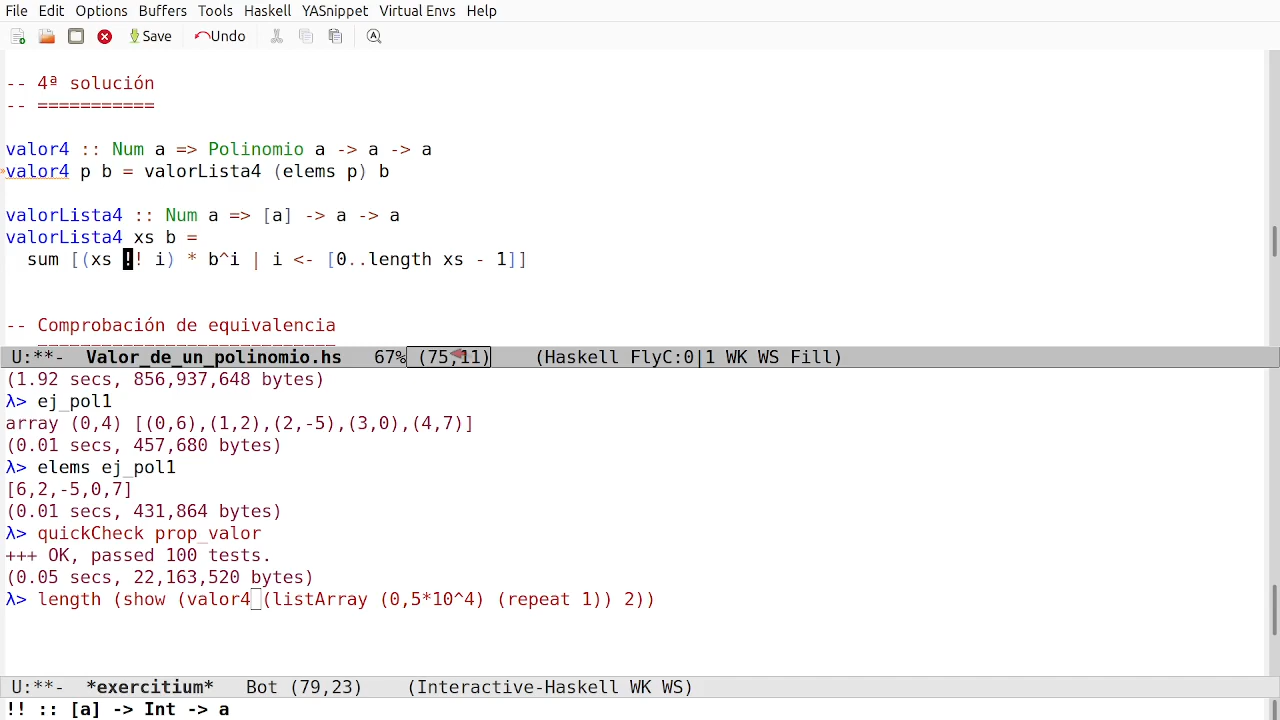 File Edit Options Buffers Tools Haskell YASnippet Virtual Envs Help
Save Undo
-- 4ª solución
-- ===========
valor4 :: Num a => Polinomio a -> a -> a
valor4 p b = valorLista4 (elems p) b
valorLista4 :: Num a => [a] -> a -> a
valorLista4 xs b =
sum [(xs !! i) * b^i | i <- [0..length xs - 1]]
-- Comprobación de equivalencia
U:**- Valor_de_un_polinomio.hs 67% (75,11) (Haskell FlyC:0|1 WK WS Fill)
(1.92 secs, 856,937,648 bytes)
λ> ej_pol1
array (0,4) [(0,6),(1,2),(2,-5),(3,0),(4,7)]
(0.01 secs, 457,680 bytes)
λ> elems ej_pol1
[6,2,-5,0,7]
(0.01 secs, 431,864 bytes)
λ> quickCheck prop_valor
+++ OK, passed 100 tests.
(0.05 secs, 22,163,520 bytes)
λ> length (show (valor4 (listArray (0,5*10^4) (repeat 1)) 2))
U:**- *exercitium* Bot (79,23) (Interactive-Haskell WK WS)
!! :: [a] -> Int -> a